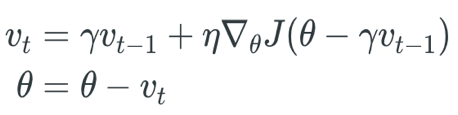 v_t = γv_{t−1} + η∇_θJ(θ − γv_{t−1})
θ = θ − v_t